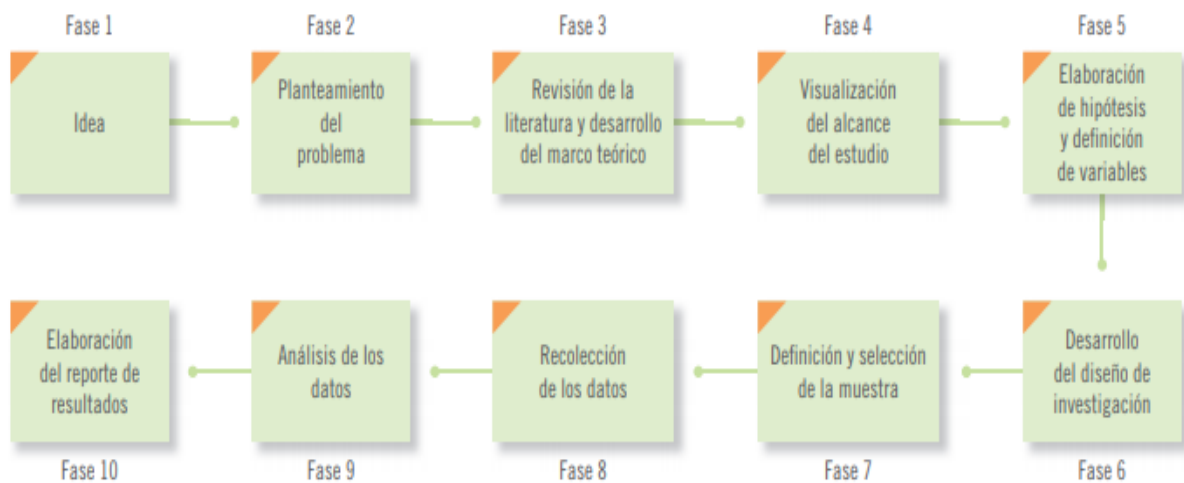 Fase 1
Idea
Fase 2
Planteamiento
del
problema
Fase 3
Revisión de la
literatura y desarrollo
del marco teórico
Fase 4
Visualización
del alcance
del estudio
Fase 5
Elaboración
de hipótesis
y definición
de variables
Desarrollo
del diseño de
investigación
Fase 6
Definición y selección
de la muestra
Fase 7
Recolección
de los datos
Fase 8
Análisis de los
datos
Fase 9
Elaboración
del reporte de
resultados
Fase 10